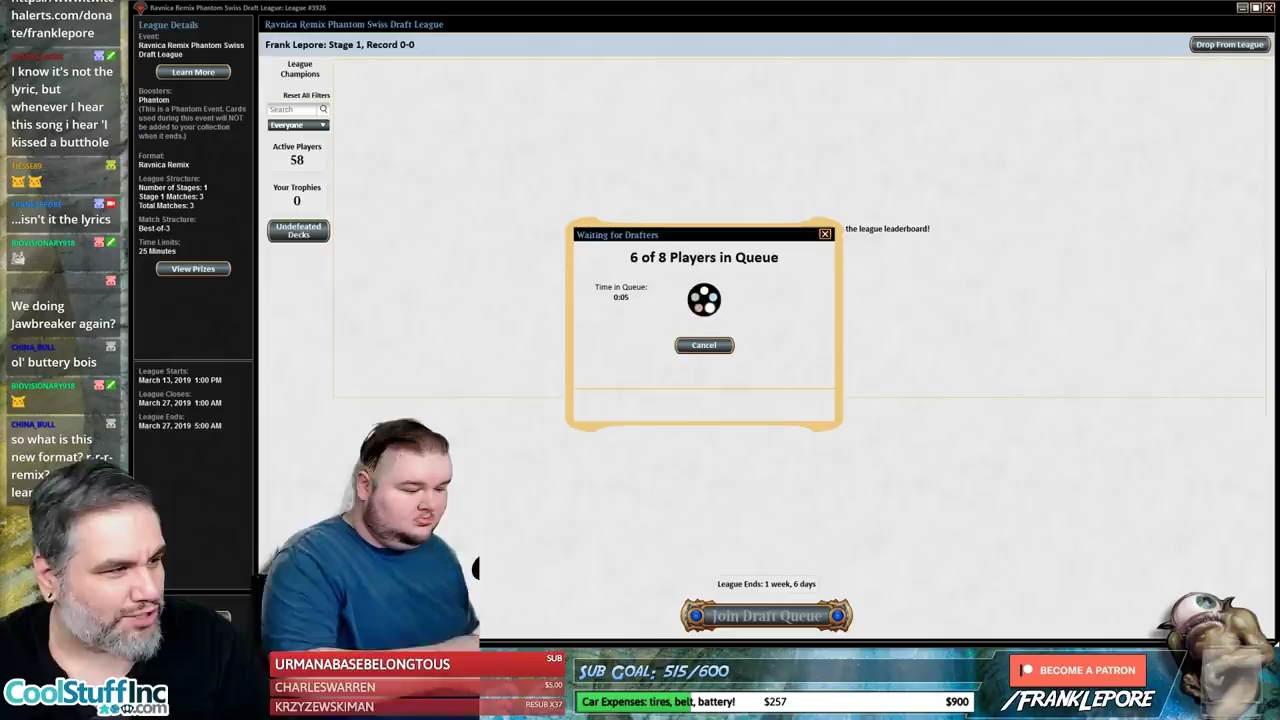 halerts.com/dona
te/franklepore
I know it's not the
lyric, but
whenever I hear
this song i hear 'I
kissed a butthole
TIESSE89
FRANKLEPORE
...isn't it the lyrics
BIOVISIONARY918
We doing
Jawbreaker again?
CHINA_BULL
ol' buttery bois
BIOVISIONARY918
CHINA_BULL
so what is this
new format? r-r-r-
remix?
lear
Ravnica Remix Phantom Swiss Draft League: League #3926
League Details
Event:
Ravnica Remix Phantom Swiss
Draft League
Learn More
Boosters:
Phantom
(This is a Phantom Event. Cards
used during this event will NOT
be added to your collection
when it ends.)
Format:
Ravnica Remix
League Structure:
Number of Stages: 1
Stage 1 Matches: 3
Total Matches: 3
Match Structure:
Best-of-3
Time Limits:
25 Minutes
View Prizes
League Starts:
March 13, 2019 1:00 PM
League Closes:
March 27, 2019 1:00 AM
League Ends:
March 27, 2019 5:00 AM
Ravnica Remix Phantom Swiss Draft League
Frank Lepore: Stage 1, Record 0-0
Drop From League
League
Champions
Reset All Filters
Search
Everyone
Active Players
58
Your Trophies
0
Undefeated
Decks
the league leaderboard!
Waiting for Drafters
6 of 8 Players in Queue
Time in Queue:
0:05
Cancel
League Ends: 1 week, 6 days
Join Draft Queue
URMANABASEBELONGTOUS SUB
CHARLESWARREN $5.00
KRZYZEWSKIMAN RESUB X37
SUB GOAL: 515/600
Car Expenses: tires, belt, battery! $257 $900
BECOME A PATRON
/FRANKLEPORE
CoolStuffInc
.com